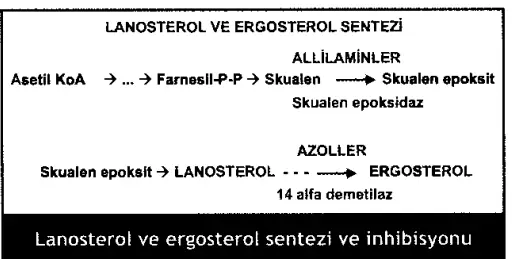 LANOSTEROL VE ERGOSTEROL SENTEZİ
ALLİLAMİNLER
Asetil KoA → ... → Farnesil-P-P → Skualen → Skualen epoksit
Skualen epoksidaz
AZOLLER
Skualen epoksit → LANOSTEROL - - - → ERGOSTEROL
14 alfa demetilaz
Lanosterol ve ergosterol sentezi ve inhibisyonu